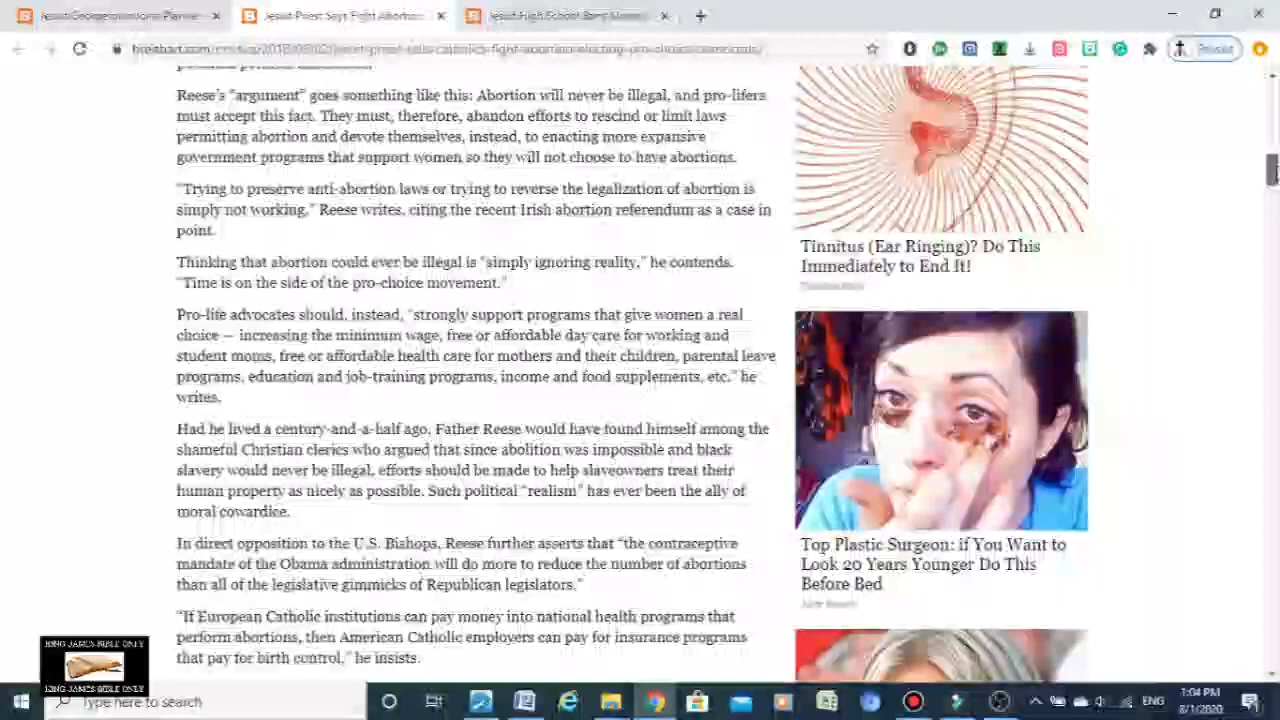 Jesuit Priest Says Fight Abortion
Reese's "argument" goes something like this: Abortion will never be illegal, and pro-lifers
must accept this fact. They must, therefore, abandon efforts to rescind or limit laws
permitting abortion and devote themselves, instead, to enacting more expansive
government programs that support women so they will not choose to have abortions.
"Trying to preserve anti-abortion laws or trying to reverse the legalization of abortion is
simply not working," Reese writes, citing the recent Irish abortion referendum as a case in
point.
Thinking that abortion could ever be illegal is "simply ignoring reality," he contends.
"Time is on the side of the pro-choice movement."
Pro-life advocates should, instead, "strongly support programs that give women a real
choice — increasing the minimum wage, free or affordable day care for working and
student moms, free or affordable health care for mothers and their children, parental leave
programs, education and job-training programs, income and food supplements, etc." he
writes.
Had he lived a century-and-a-half ago, Father Reese would have found himself among the
shameful Christian clerics who argued that since abolition was impossible and black
slavery would never be illegal, efforts should be made to help slaveowners treat their
human property as nicely as possible. Such political "realism" has ever been the ally of
moral cowardice.
In direct opposition to the U.S. Bishops, Reese further asserts that "the contraceptive
mandate of the Obama administration will do more to reduce the number of abortions
than all of the legislative gimmicks of Republican legislators."
"If European Catholic institutions can pay money into national health programs that
perform abortions, then American Catholic employers can pay for insurance programs
that pay for birth control," he insists.
Tinnitus (Ear Ringing)? Do This
Immediately to End It!
Top Plastic Surgeon: if You Want to
Look 20 Years Younger Do This
Before Bed
KING JAMES BIBLE ONLY
KING JAMES BIBLE ONLY
Type here to search
ENG
1:04 PM
8/1/2020